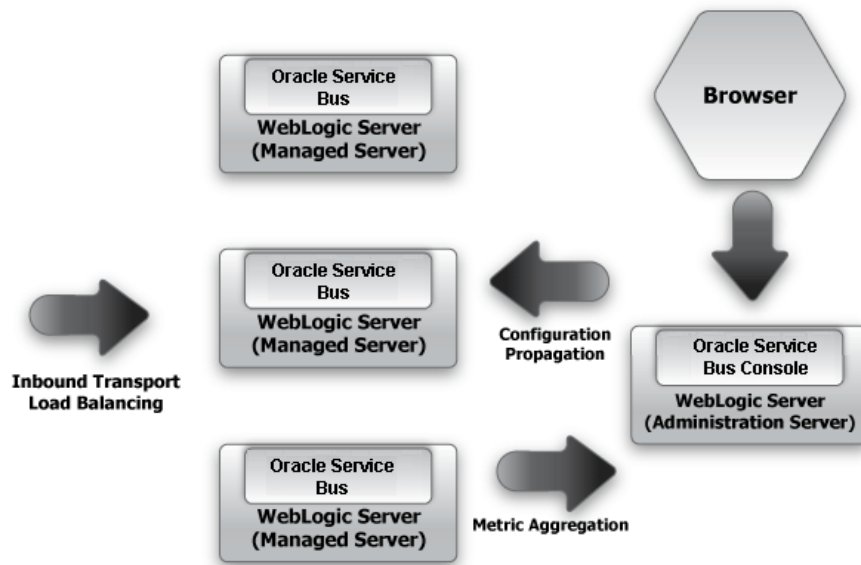 Oracle Service
Bus
WebLogic Server
(Managed Server)
Browser
Oracle Service
Bus
WebLogic Server
(Managed Server)
Inbound Transport
Load Balancing
Configuration
Propagation
Oracle Service
Bus Console
WebLogic Server
(Administration Server)
Oracle Service
Bus
WebLogic Server
(Managed Server)
Metric Aggregation